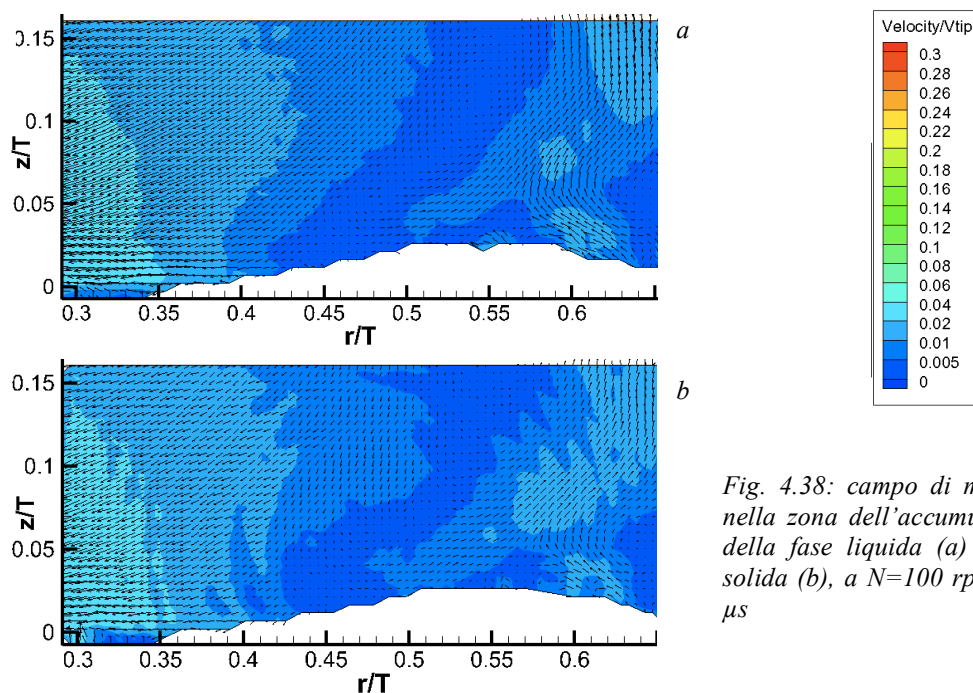 0.15
a
0.1
z/T
0.05
0
0.3 0.35 0.4 0.45 0.5 0.55 0.6
r/T
0.15
b
0.1
z/T
0.05
0
0.3 0.35 0.4 0.45 0.5 0.55 0.6
r/T
Velocity/Vtip
0.3
0.28
0.26
0.24
0.22
0.2
0.18
0.16
0.14
0.12
0.1
0.08
0.06
0.04
0.02
0.01
0.005
0
Fig. 4.38: campo di
nella zona dell’accumu
della fase liquida (a)
solida (b), a N=100 rp
μs